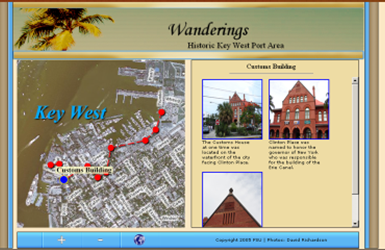 Wanderings
Historic Key West Port Area
Key West
Customs Building
Customs Building
The Customs House
at one time was
located on the
waterfront of the city
facing Clinton Place.
Clinton Place was
named to honor the
governor of New York
who was responsible
for the building of the
Erie Canal.
Copyright 2005 FIU | Photos: David Richardson